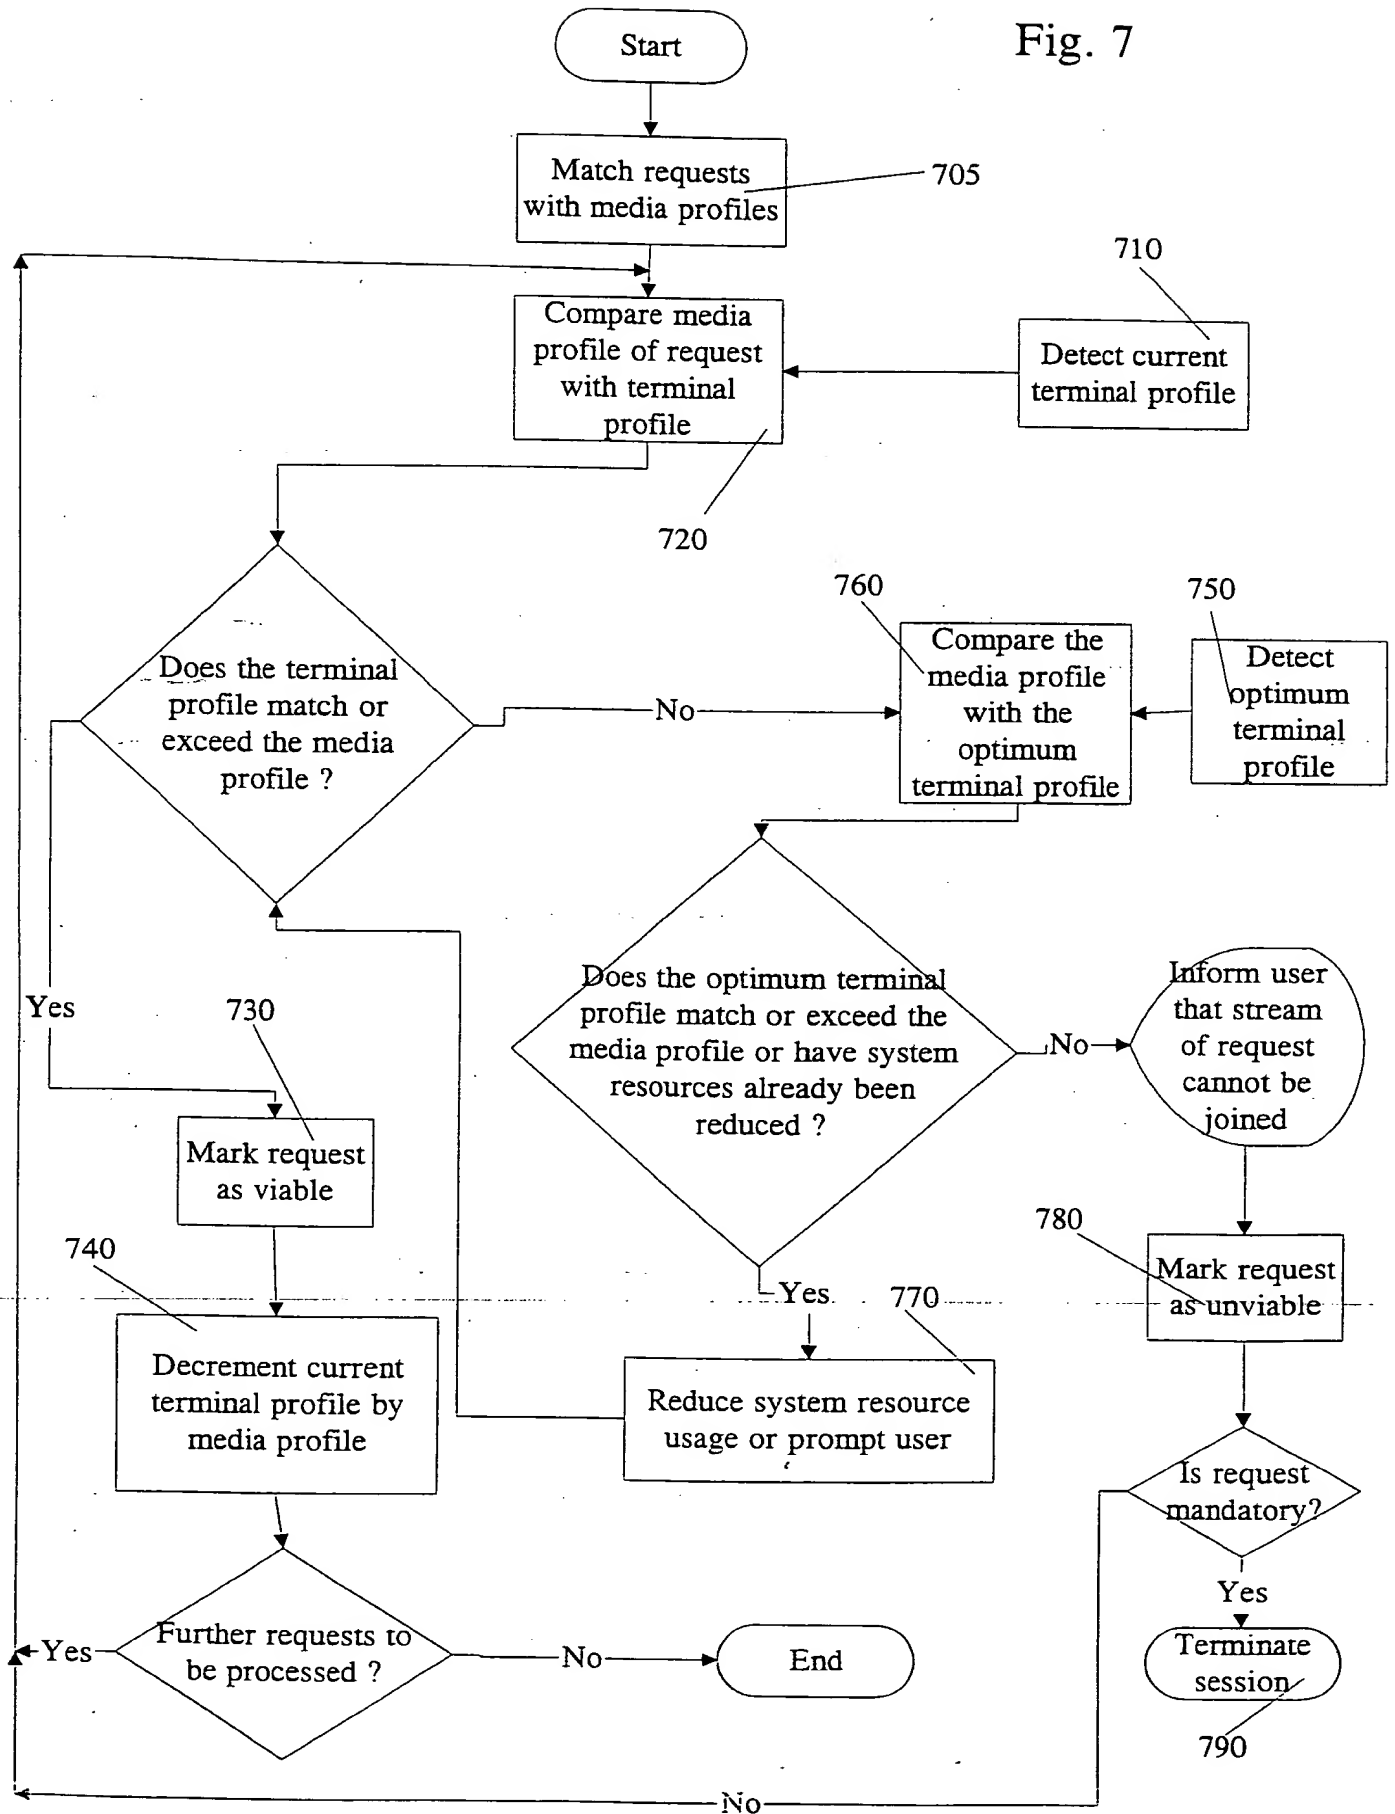 Fig. 7
Start
Match requests
with media profiles
705
710
Compare media
profile of request
with terminal
profile
Detect current
terminal profile
720
760
750
Does the terminal
profile match or
exceed the media
profile ?
No
Compare the
media profile
with the
optimum
terminal profile
Detect
optimum
terminal
profile
Yes
730
Does the optimum terminal
profile match or exceed the
media profile or have system
resources already been
reduced ?
No
Inform user
that stream
of request
cannot be
joined
Mark request
as viable
740
Yes
770
780
Mark request
as unviable
Decrement current
terminal profile by
media profile
Reduce system resource
usage or prompt user
Is request
mandatory?
Yes
Yes
Further requests to
be processed ?
No
End
Terminate
session
790
No